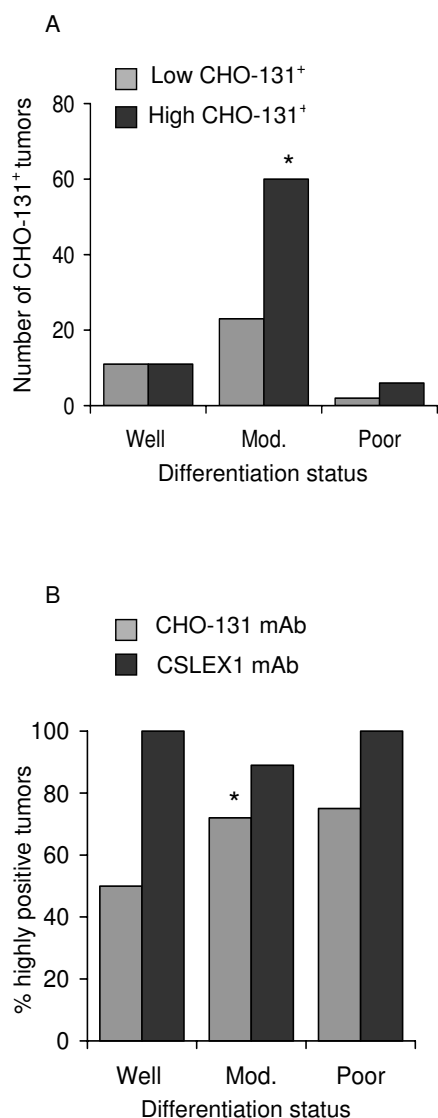 A
Low CHO-131⁺
High CHO-131⁺
Number of CHO-131⁺ tumors
80
60
40
20
0
*
Well Mod. Poor
Differentiation status
B
CHO-131 mAb
CSLEX1 mAb
% highly positive tumors
100
80
60
40
20
0
*
Well Mod. Poor
Differentiation status